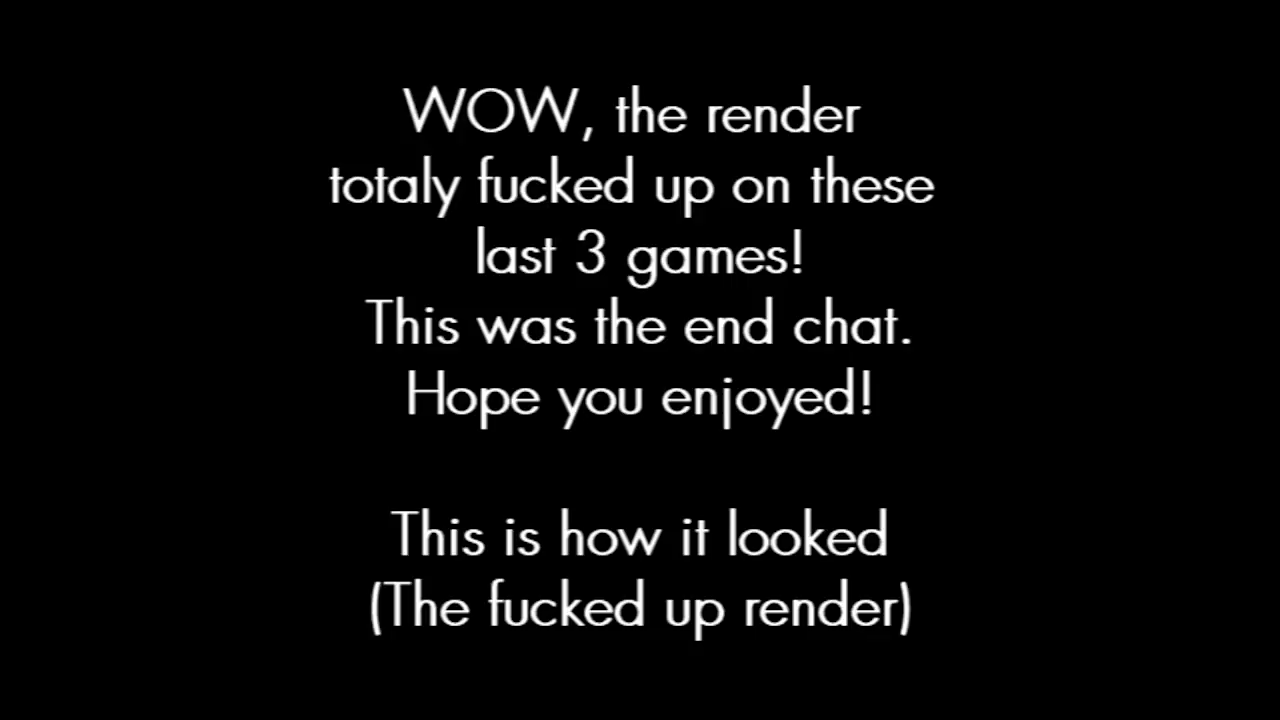 WOW, the render
totaly fucked up on these
last 3 games!
This was the end chat.
Hope you enjoyed!
This is how it looked
(The fucked up render)